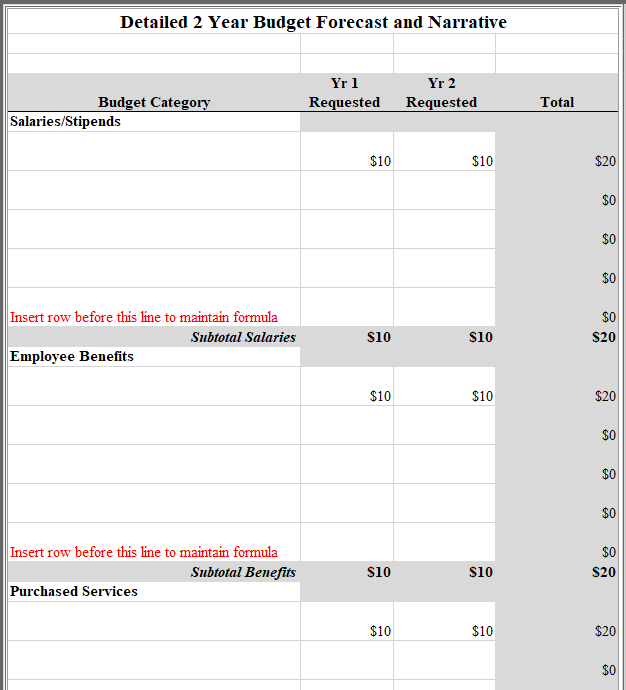 Detailed 2 Year Budget Forecast and Narrative
Yr 1 Yr 2
Budget Category Requested Requested Total
Salaries/Stipends
$10 $10 $20
$0
$0
$0
Insert row before this line to maintain formula $0
Subtotal Salaries $10 $10 $20
Employee Benefits
$10 $10 $20
$0
$0
$0
Insert row before this line to maintain formula $0
Subtotal Benefits $10 $10 $20
Purchased Services
$10 $10 $20
$0